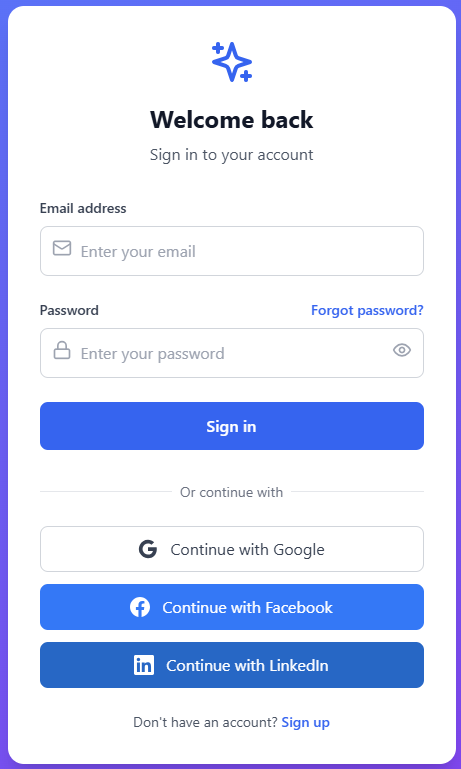 Welcome back
Sign in to your account
Email address
Enter your email
Password Forgot password?
Enter your password
Sign in
Or continue with
Continue with Google
Continue with Facebook
Continue with LinkedIn
Don't have an account? Sign up